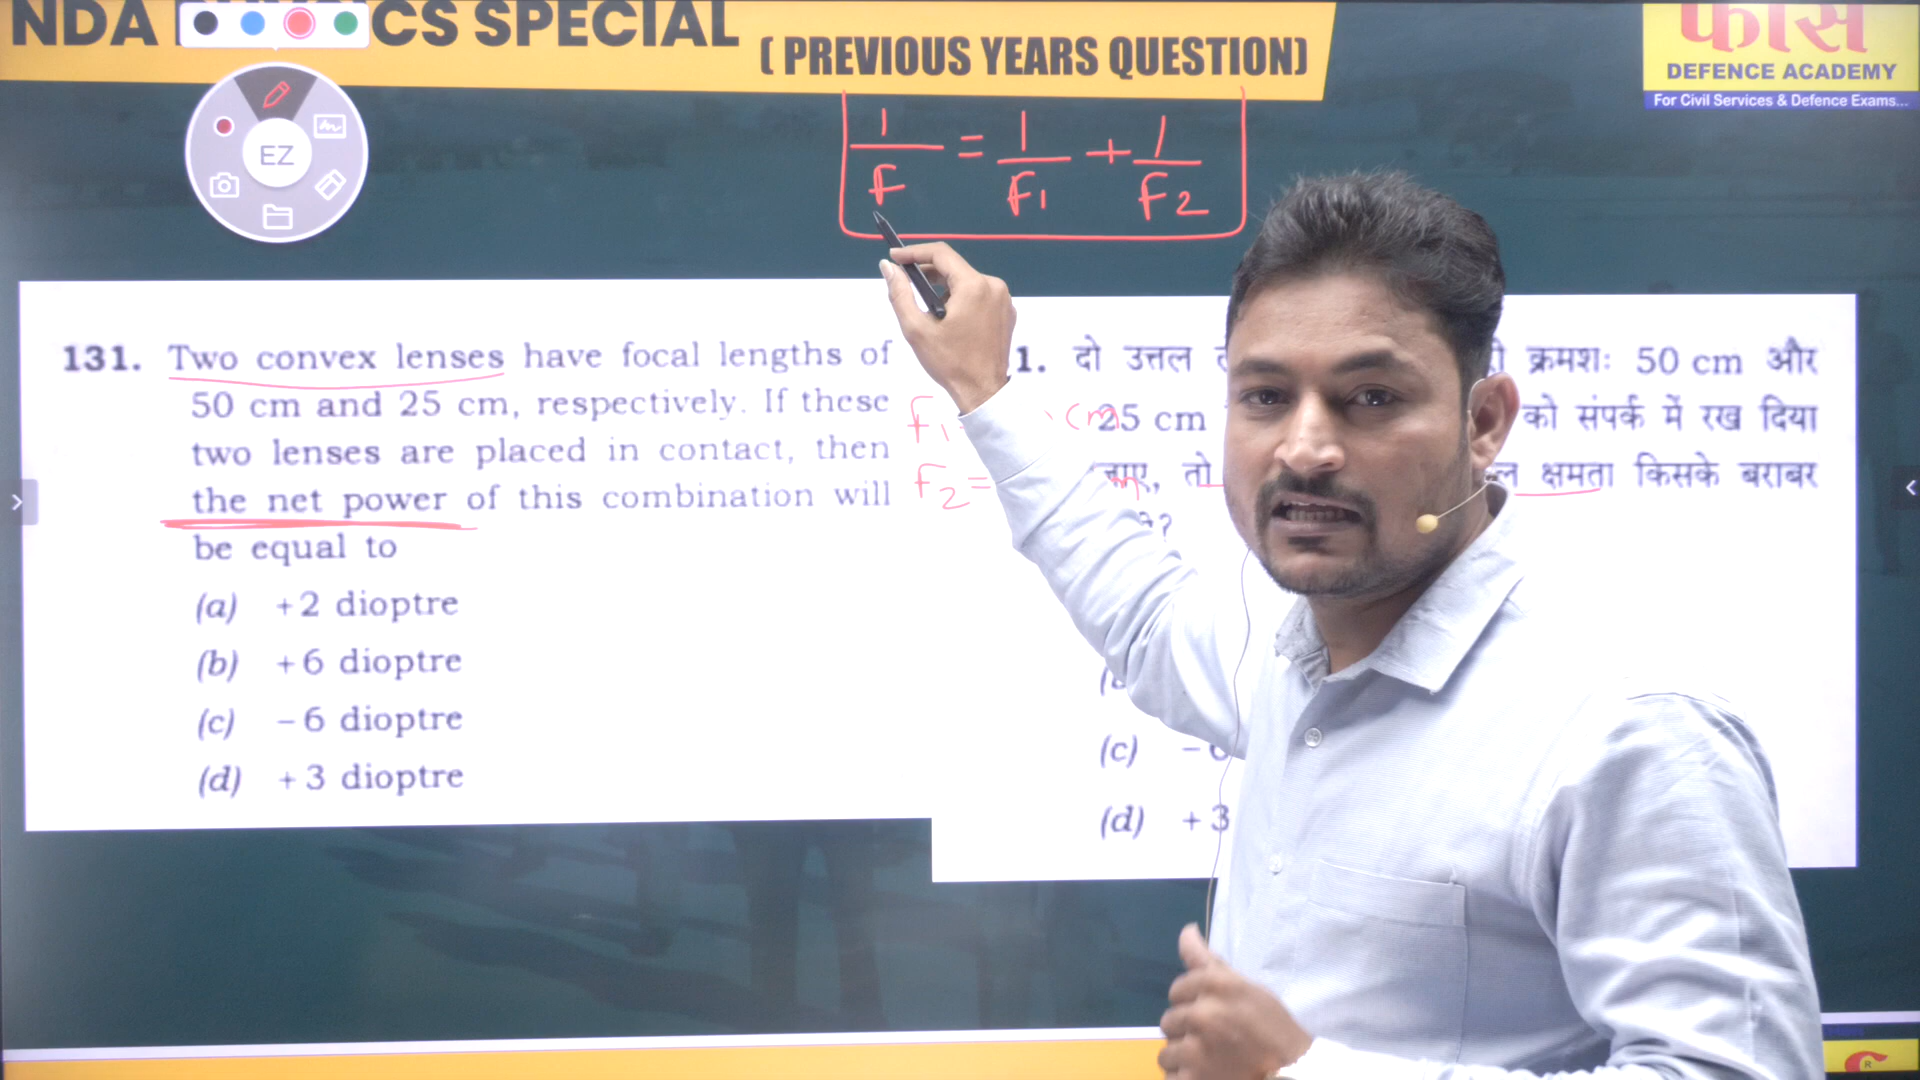 NDA CS SPECIAL ( PREVIOUS YEARS QUESTION)
फोर्स
DEFENCE ACADEMY
For Civil Services & Defence Exams...
EZ
1/F = 1/F1 + 1/F2
131. Two convex lenses have focal lengths of
50 cm and 25 cm, respectively. If these
two lenses are placed in contact, then
the net power of this combination will
be equal to
(a) +2 dioptre
(b) +6 dioptre
(c) –6 dioptre
(d) +3 dioptre
F1 cm
F2 =
1. दो उत्तल क्रमशः 50 cm और
25 cm को संपर्क में रख दिया
जाए, तो क्षमता किसके बराबर
(c) –6
(d) +3